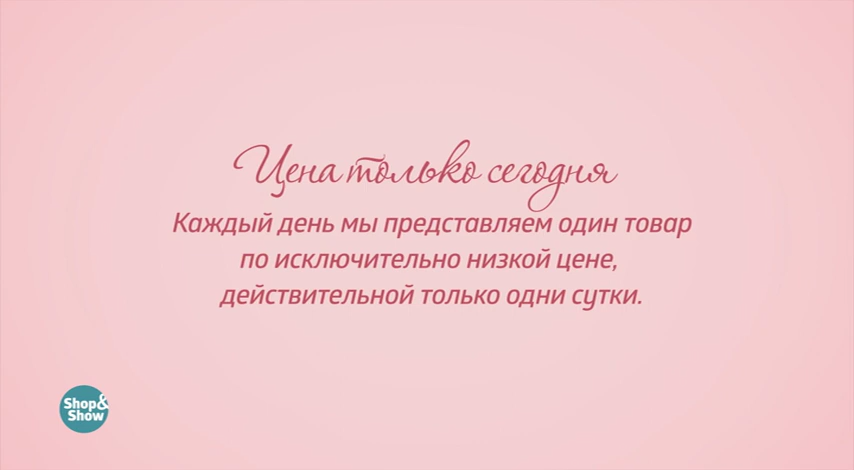 Цена только сегодня
Каждый день мы представляем один товар
по исключительно низкой цене,
действительной только одни сутки.
Shop&
Show